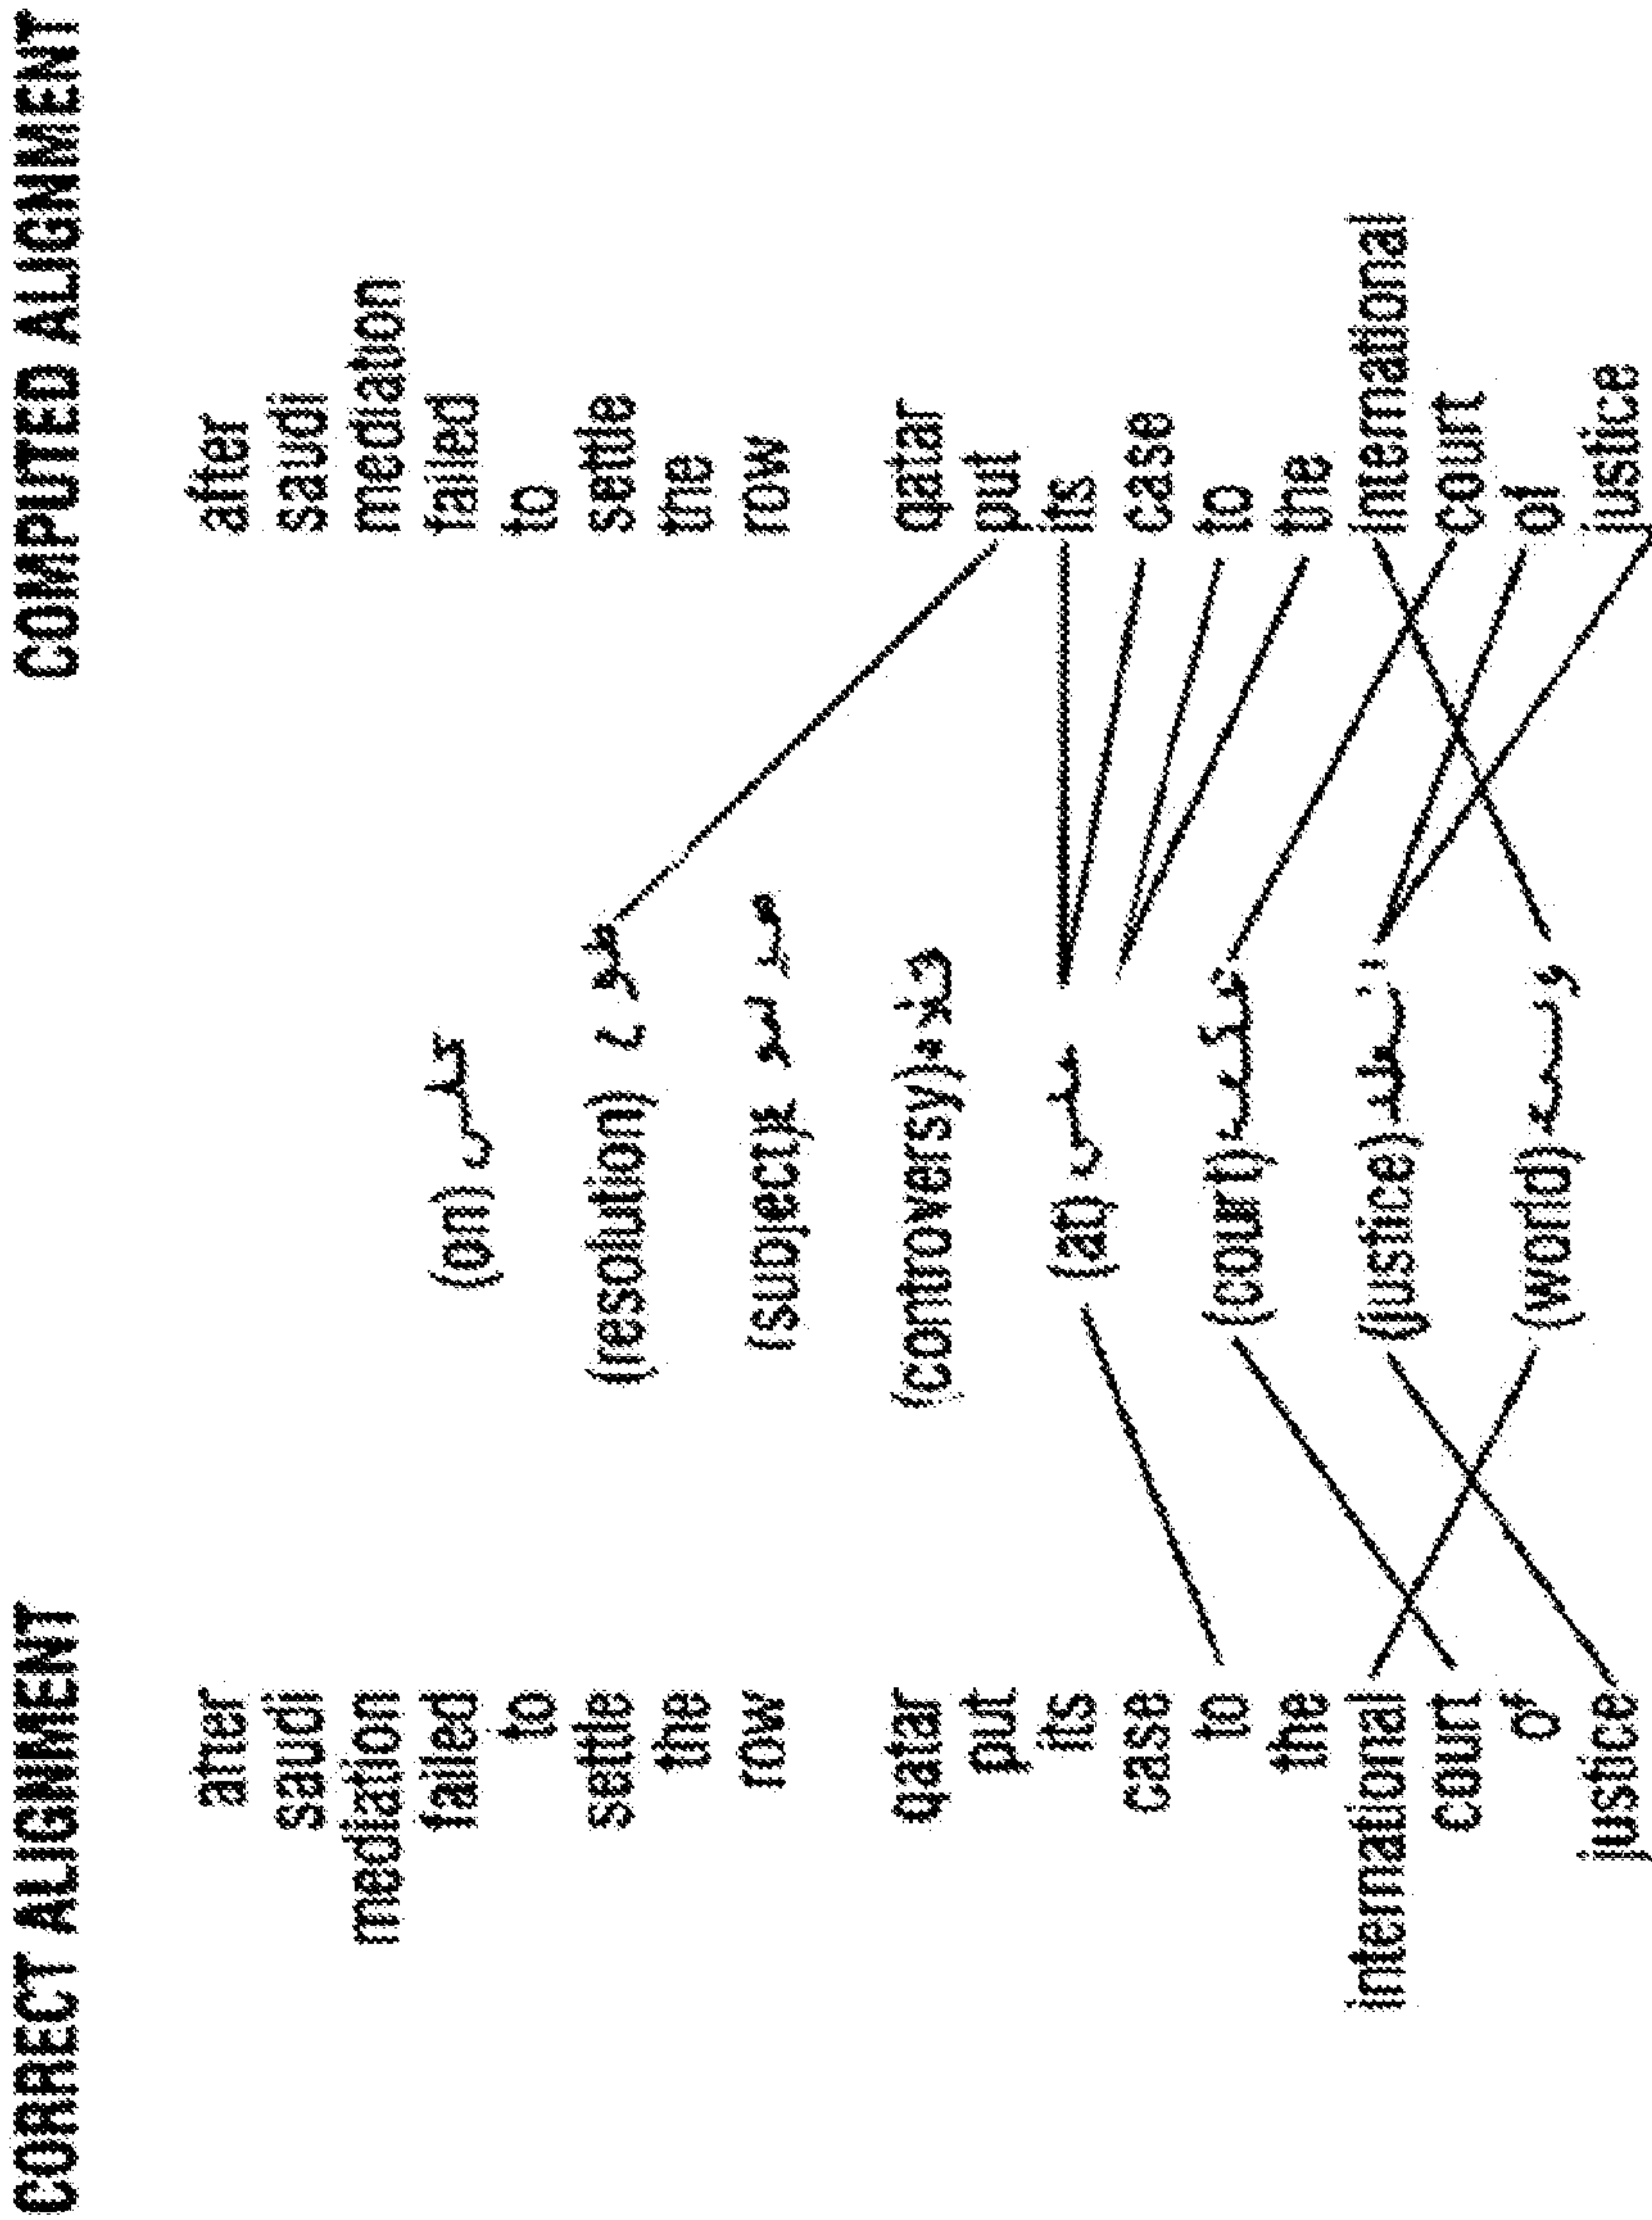 CORRECT ALIGNMENT
COMPUTED ALIGNMENT
after
saudi
mediation
failed
to
settle
the
row
qatar
put
its
case
to
the
international
court
of
justice
(on)
(resolution)
(subject)
(controversy)
(at)
(court)
(justice)
(world)
after
saudi
mediation
failed
to
settle
the
row
qatar
put
its
case
to
the
international
court
of
justice